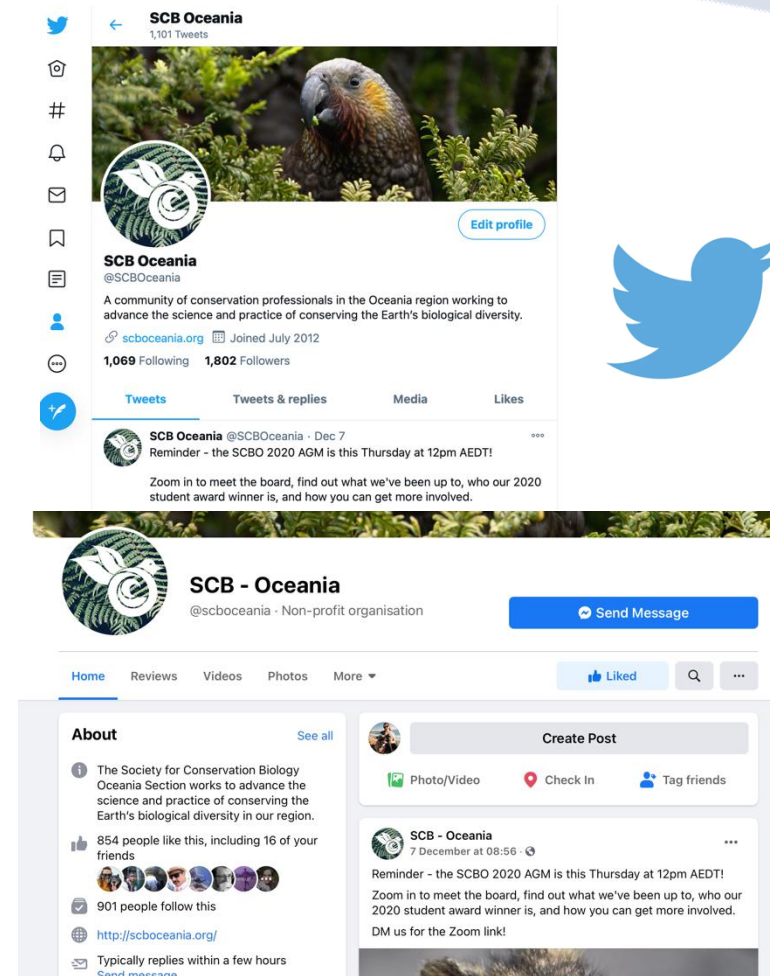 SCB Oceania
1,101 Tweets
Edit profile
SCB Oceania
@SCBOceania
A community of conservation professionals in the Oceania region working to
advance the science and practice of conserving the Earth's biological diversity.
scboceania.org Joined July 2012
1,069 Following 1,802 Followers
Tweets Tweets & replies Media Likes
SCB Oceania @SCBOceania · Dec 7
Reminder - the SCBO 2020 AGM is this Thursday at 12pm AEDT!
Zoom in to meet the board, find out what we've been up to, who our 2020
student award winner is, and how you can get more involved.
SCB - Oceania
@scboceania · Non-profit organisation
Send Message
Home Reviews Videos Photos More
Liked
About See all
The Society for Conservation Biology
Oceania Section works to advance the
science and practice of conserving the
Earth's biological diversity in our region.
854 people like this, including 16 of your
friends
901 people follow this
http://scboceania.org/
Typically replies within a few hours
Send message
Create Post
Photo/Video Check In Tag friends
SCB - Oceania
7 December at 08:56 ·
Reminder - the SCBO 2020 AGM is this Thursday at 12pm AEDT!
Zoom in to meet the board, find out what we've been up to, who our
2020 student award winner is, and how you can get more involved.
DM us for the Zoom link!